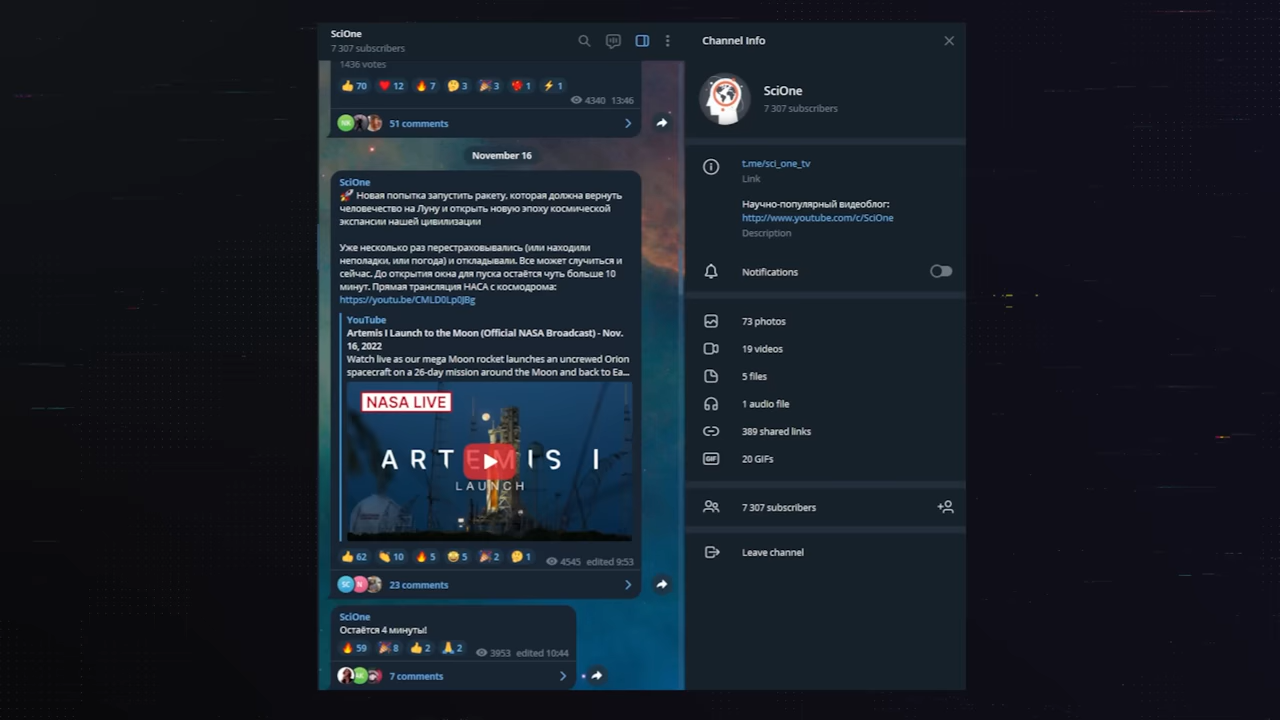 SciOne
7 307 subscribers
1436 votes
👍 70 ❤️ 12 🔥 7 🤔 3 🎉 3 ❤️‍🔥 1 ⚡ 1
4340 13:46
NK
51 comments
November 16
SciOne
🚀 Новая попытка запустить ракету, которая должна вернуть
человечество на Луну и открыть новую эпоху космической
экспансии нашей цивилизации
Уже несколько раз перестраховывались (или находили
неполадки, или погода) и откладывали. Все может случиться и
сейчас. До открытия окна для пуска остаётся чуть больше 10
минут. Прямая трансляция НАСА с космодрома:
https://youtu.be/CMLD0Lp0JBg
YouTube
Artemis I Launch to the Moon (Official NASA Broadcast) - Nov.
16, 2022
Watch live as our mega Moon rocket launches an uncrewed Orion
spacecraft on a 26-day mission around the Moon and back to Ea...
NASA LIVE
ARTEMIS I
LAUNCH
👍 62 👏 10 🔥 5 😄 5 🎉 2 🤔 1
4545 edited 9:53
SC N
23 comments
SciOne
Остаётся 4 минуты!
🔥 59 🎉 8 👍 2 🙏 2
3953 edited 10:44
7 comments
Channel Info
SciOne
7 307 subscribers
t.me/sci_one_tv
Link
Научно-популярный видеоблог:
http://www.youtube.com/c/SciOne
Description
Notifications
73 photos
19 videos
5 files
1 audio file
389 shared links
GIF 20 GIFs
7 307 subscribers
Leave channel